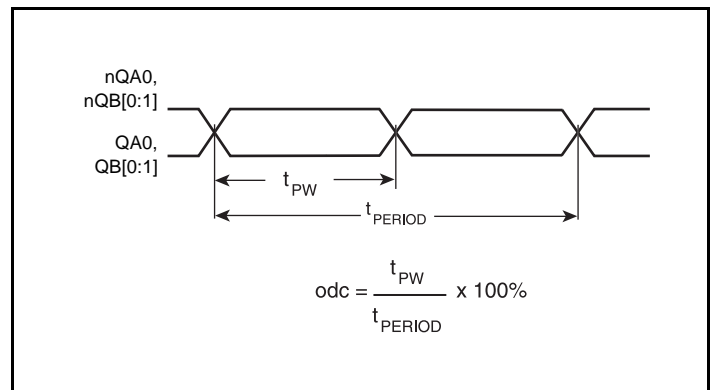 nQA0,
nQB[0:1]
QA0,
QB[0:1]
tPW
tPERIOD
odc = tPW / tPERIOD x 100%